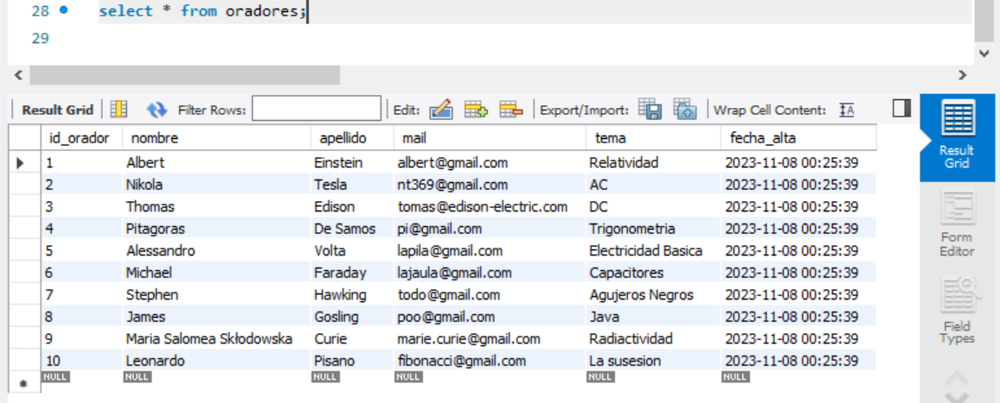 28 select * from oradores;
29
Result Grid Filter Rows: Edit: Export/Import: Wrap Cell Content: IA
id_orador nombre apellido mail tema fecha_alta
1 Albert Einstein albert@gmail.com Relatividad 2023-11-08 00:25:39
2 Nikola Tesla nt369@gmail.com AC 2023-11-08 00:25:39
3 Thomas Edison tomas@edison-electric.com DC 2023-11-08 00:25:39
4 Pitagoras De Samos pi@gmail.com Trigonometria 2023-11-08 00:25:39
5 Alessandro Volta lapila@gmail.com Electricidad Basica 2023-11-08 00:25:39
6 Michael Faraday lajaula@gmail.com Capacitores 2023-11-08 00:25:39
7 Stephen Hawking todo@gmail.com Agujeros Negros 2023-11-08 00:25:39
8 James Gosling poo@gmail.com Java 2023-11-08 00:25:39
9 Maria Salomea Skłodowska Curie marie.curie@gmail.com Radiactividad 2023-11-08 00:25:39
10 Leonardo Pisano fibonacci@gmail.com La susesion 2023-11-08 00:25:39
NULL NULL NULL NULL NULL NULL
Result
Grid
Form
Editor
Field
Types